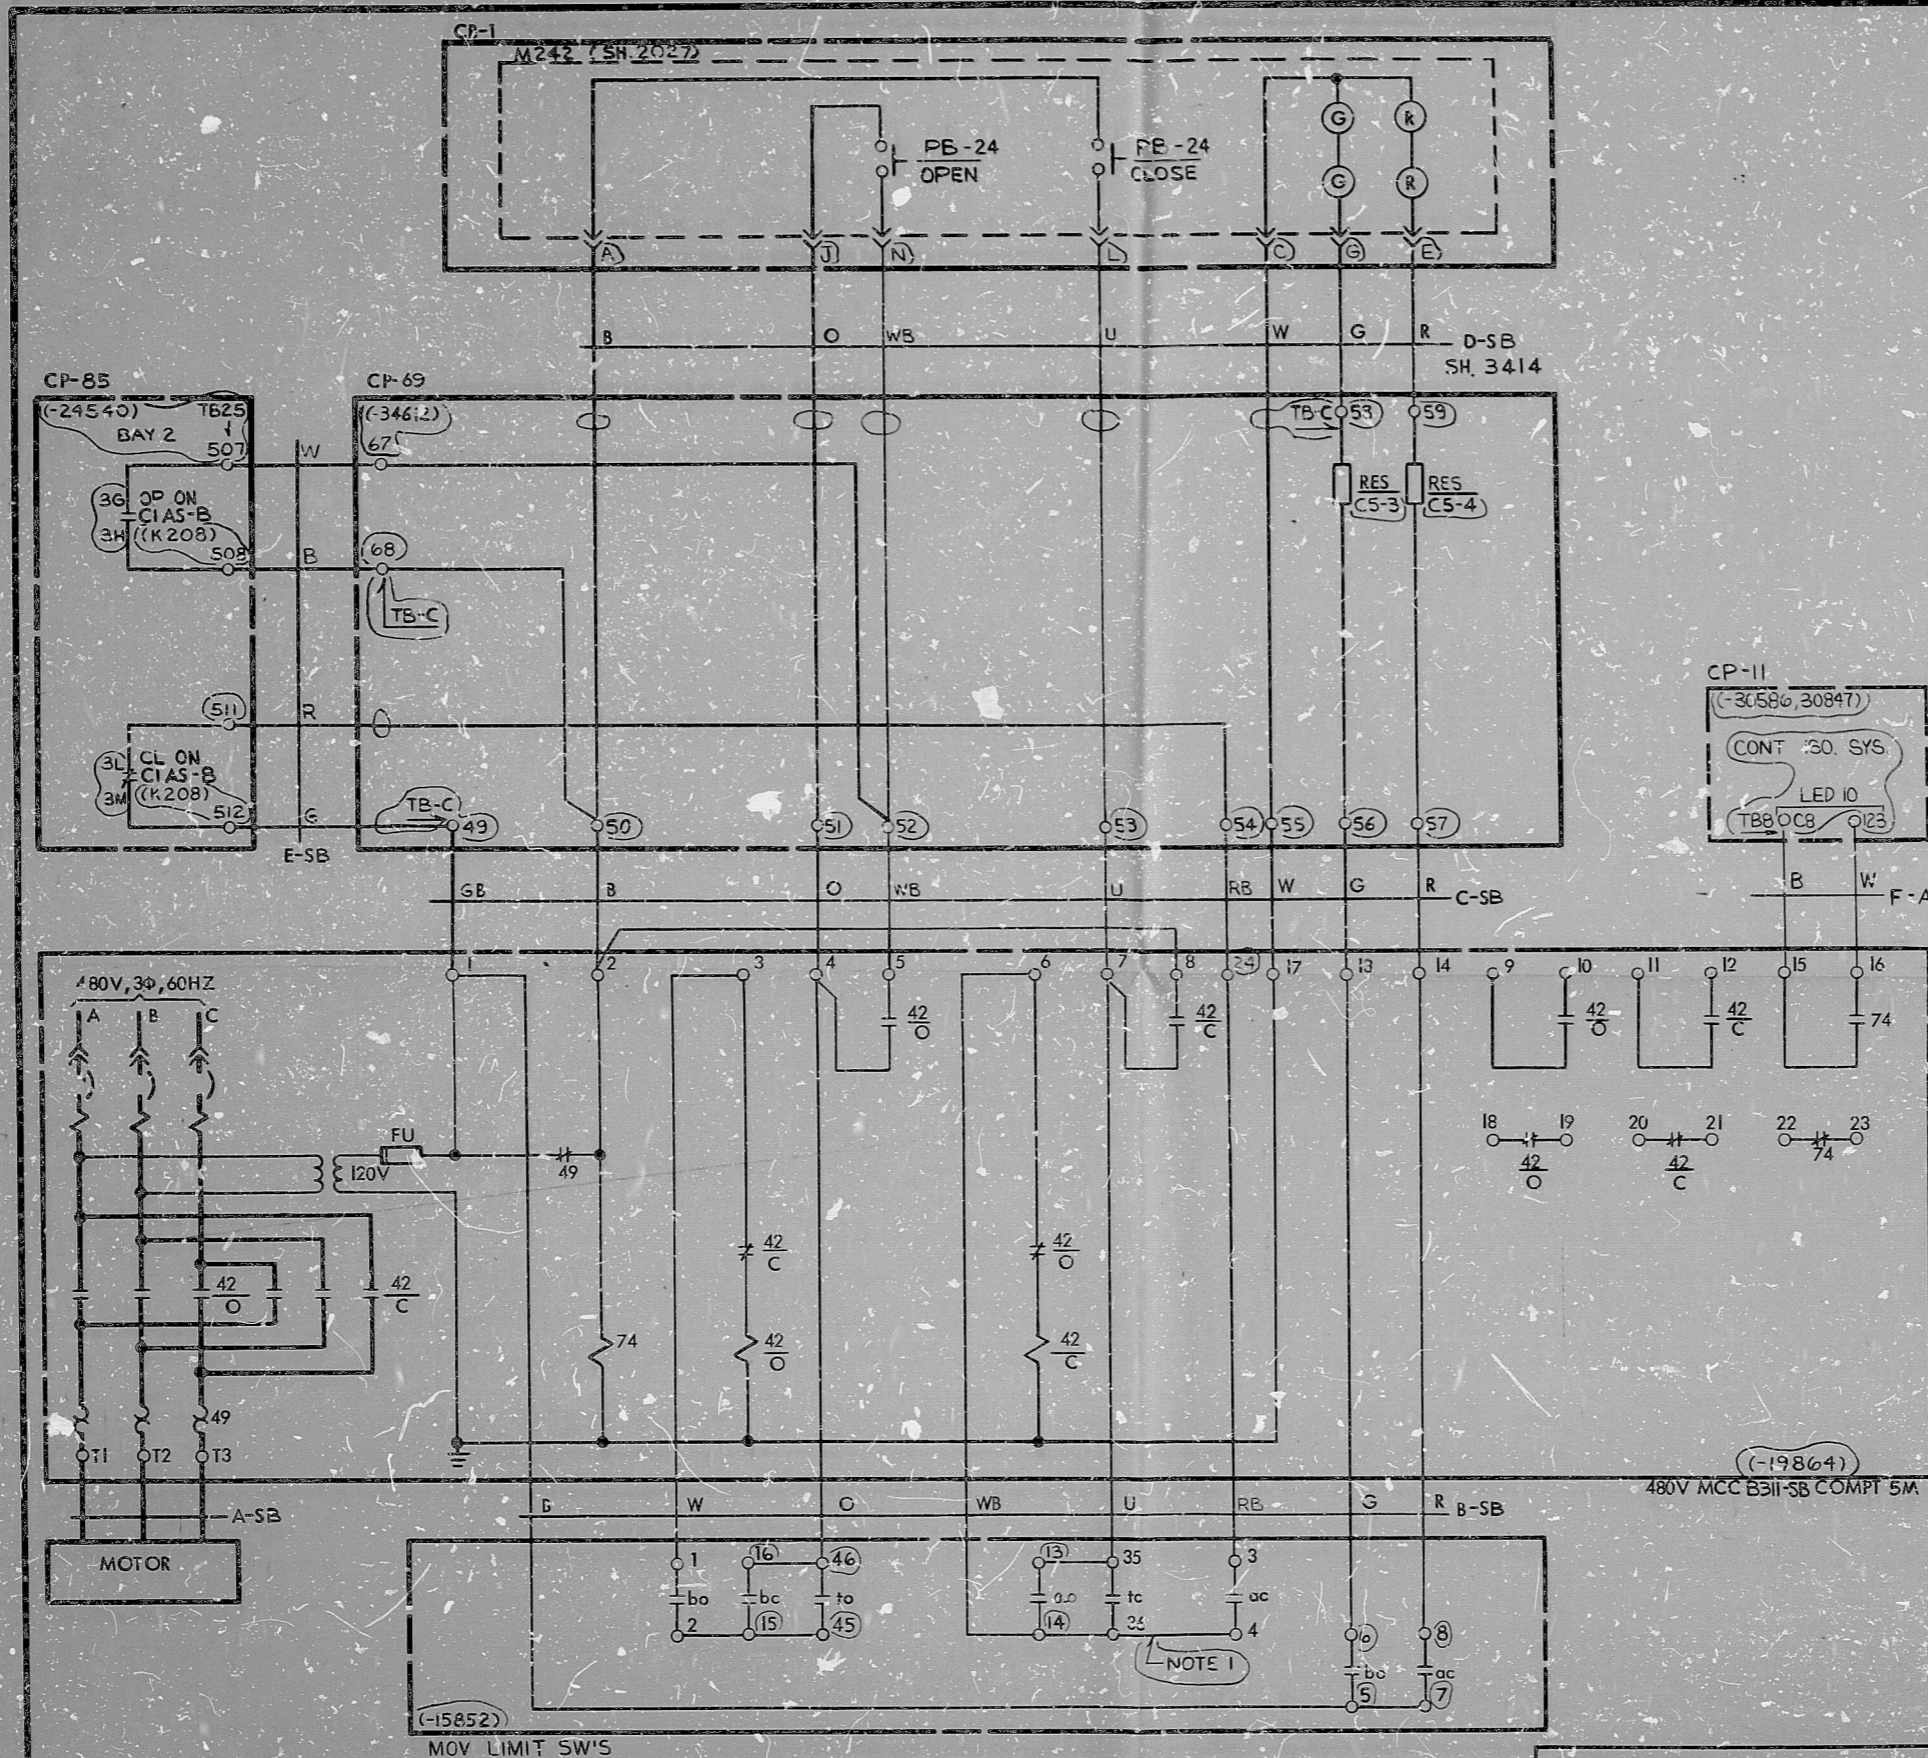 CP-1
M242 (SH.2027)
PB-24
OPEN
PB-24
CLOSE
G
R
G
R
A
J
N
L
C
G
E
B
O
WB
U
W
G
R
D-SB
SH. 3414
CP-85
(-24540)
TB25
BAY 2
507
3G
OP ON
CIAS-B
3H
(K208)
508
W
B
CP-69
(-34612)
67
68
TB-C
TB-C
53
59
RES
C5-3
RES
C5-4
511
R
3L
CL ON
CIAS-B
3M
(K208)
512
G
E-SB
TB-C
49
50
51
52
53
54
55
56
57
CP-11
(-30586,30847)
SYS.
LED 10
TB8
C8
123
B
W
GB
B
O
WB
U
RB
W
G
R
C-SB
480V,3Φ,60HZ
A
B
C
1
2
3
4
5
6
7
8
24
17
13
14
9
10
11
12
15
16
42
O
42
C
42
O
42
C
74
18
19
42
O
20
21
42
C
22
23
74
FU
120V
49
42
C
42
O
42
O
42
C
74
42
O
42
C
49
T1
T2
T3
(-19864)
480V MCC B311-SB COMPT 5M
A-SB
B
W
O
WB
U
RB
G
R
B-SB
MOTOR
1
16
46
13
35
3
bo
bc
to
ao
tc
ac
2
15
45
14
36
4
NOTE 1
6
8
bo
ac
5
7
(-15852)
MOV LIMIT SW'S